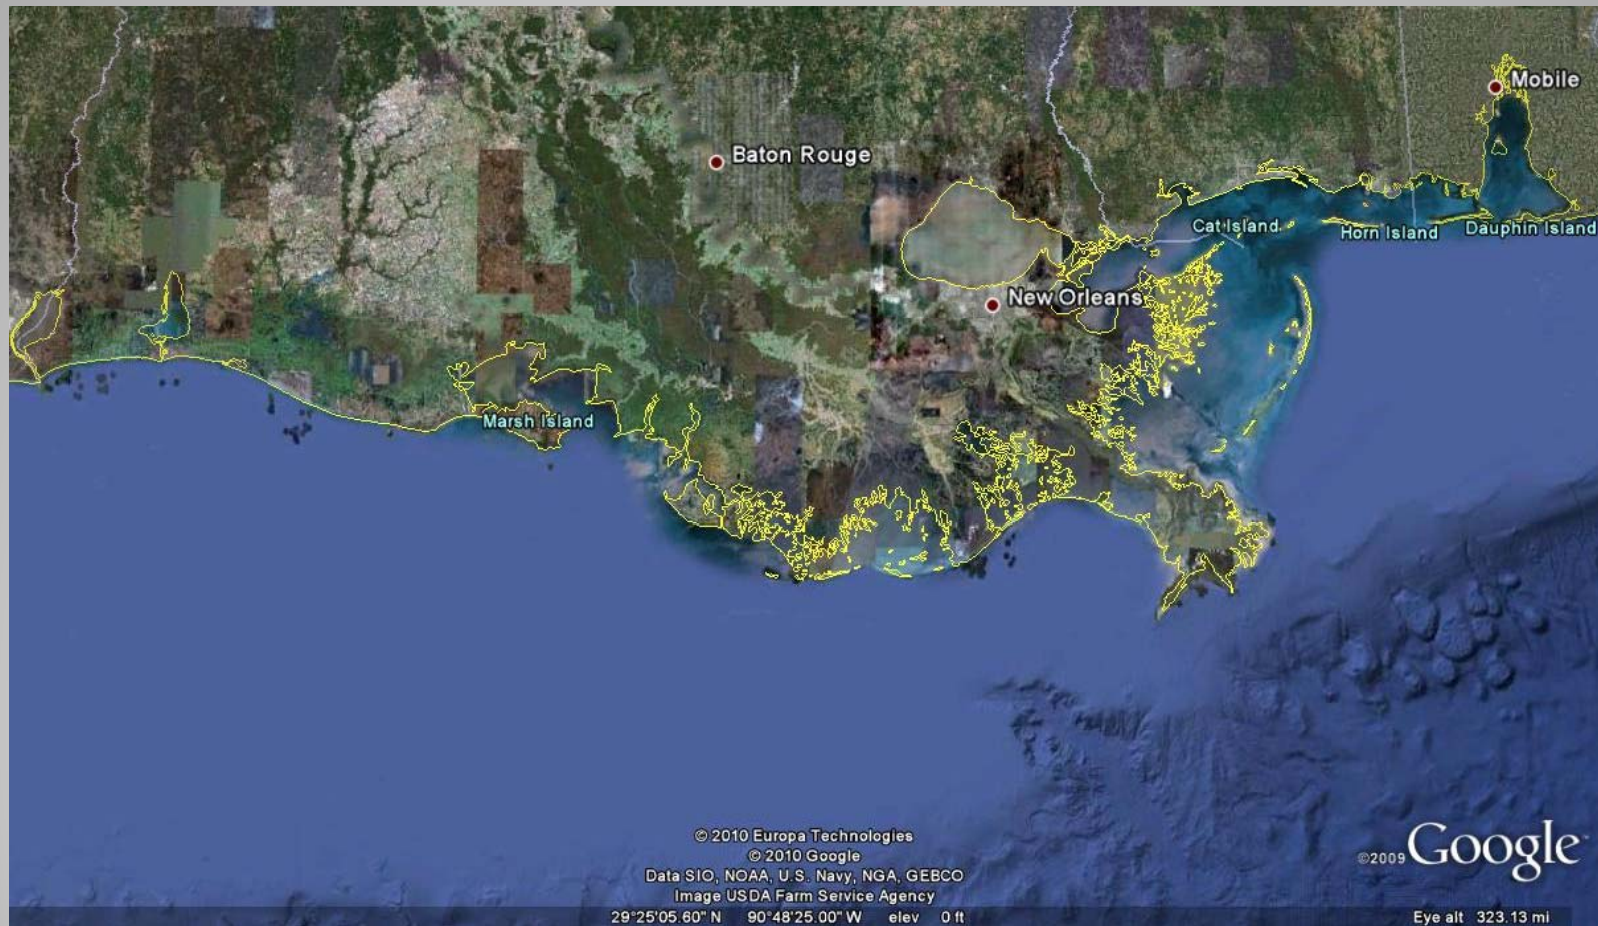 Mobile
Baton Rouge
Cat Island
Horn Island
Dauphin Island
New Orleans
Marsh Island
© 2010 Europa Technologies
© 2010 Google
Data SIO, NOAA, U.S. Navy, NGA, GEBCO
Image USDA Farm Service Agency
©2009 Google™
29°25'05.60" N 90°48'25.00" W elev 0 ft
Eye alt 323.13 mi